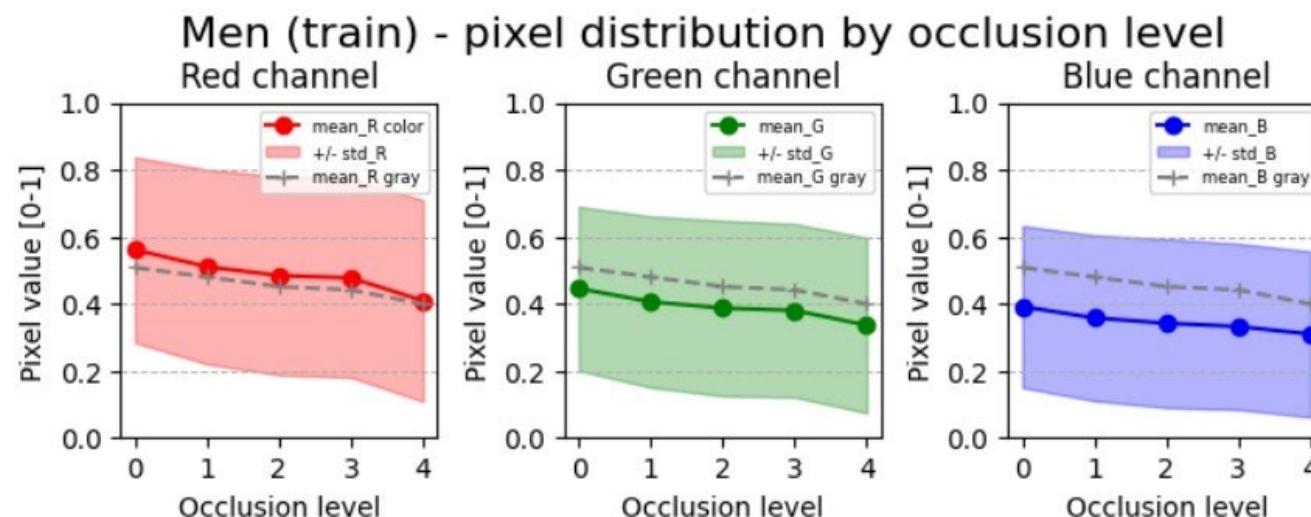 Men (train) - pixel distribution by occlusion level
Red channel
Green channel
Blue channel
1.0
0.8
0.6
0.4
0.2
0.0
Pixel value [0-1]
mean_R color
+/- std_R
mean_R gray
0 1 2 3 4
Occlusion level
1.0
0.8
0.6
0.4
0.2
0.0
Pixel value [0-1]
mean_G
+/- std_G
mean_G gray
0 1 2 3 4
Occlusion level
1.0
0.8
0.6
0.4
0.2
0.0
Pixel value [0-1]
mean_B
+/- std_B
mean_B gray
0 1 2 3 4
Occlusion level